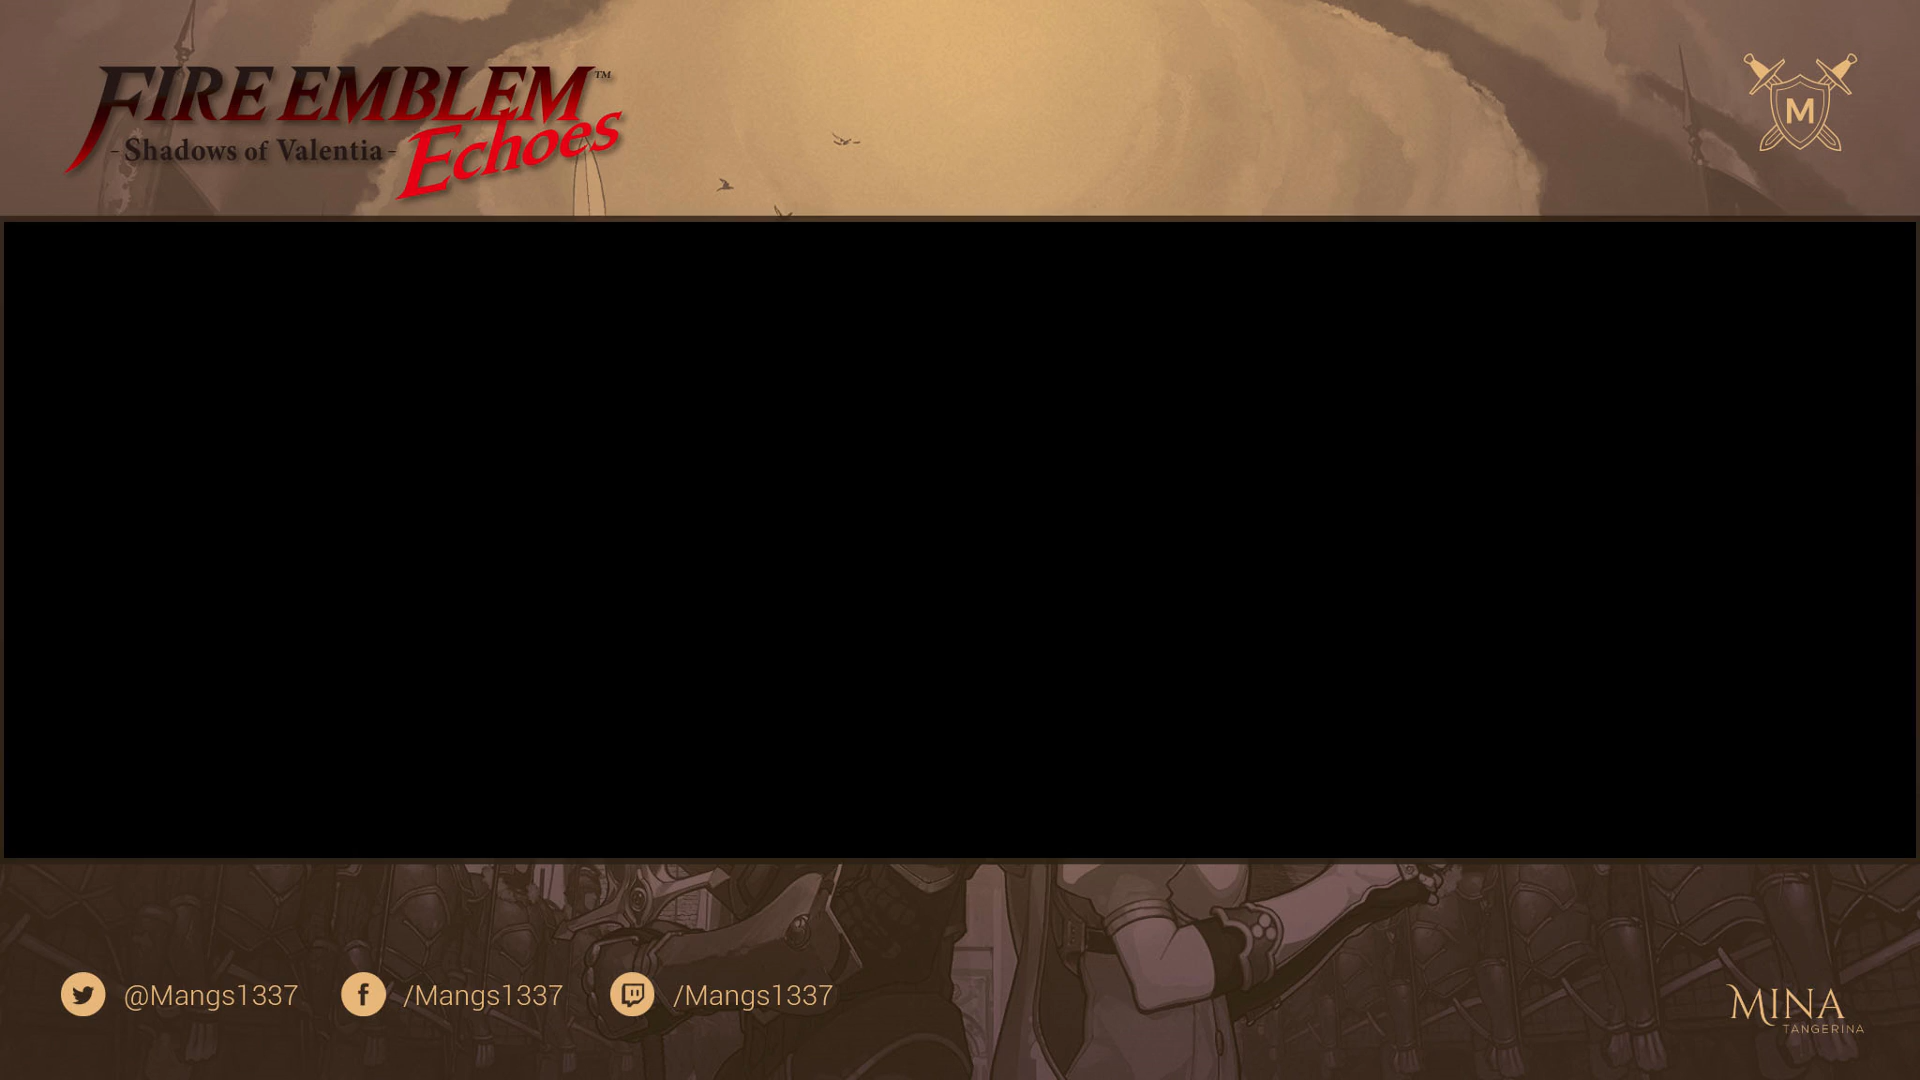 FIRE EMBLEM™
- Shadows of Valentia -
Echoes
M
@Mangs1337
/Mangs1337
/Mangs1337
MINA
TANGERINA